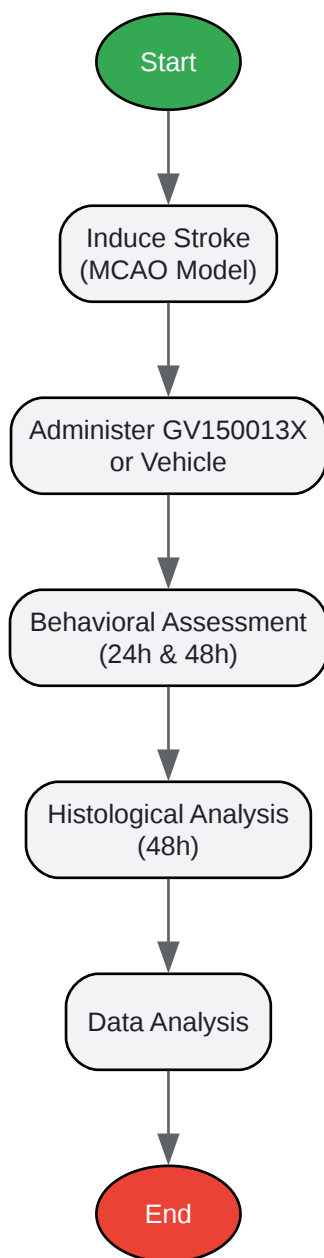 Start
Induce Stroke
(MCAO Model)
Administer GV150013X
or Vehicle
Behavioral Assessment
(24h & 48h)
Histological Analysis
(48h)
Data Analysis
End